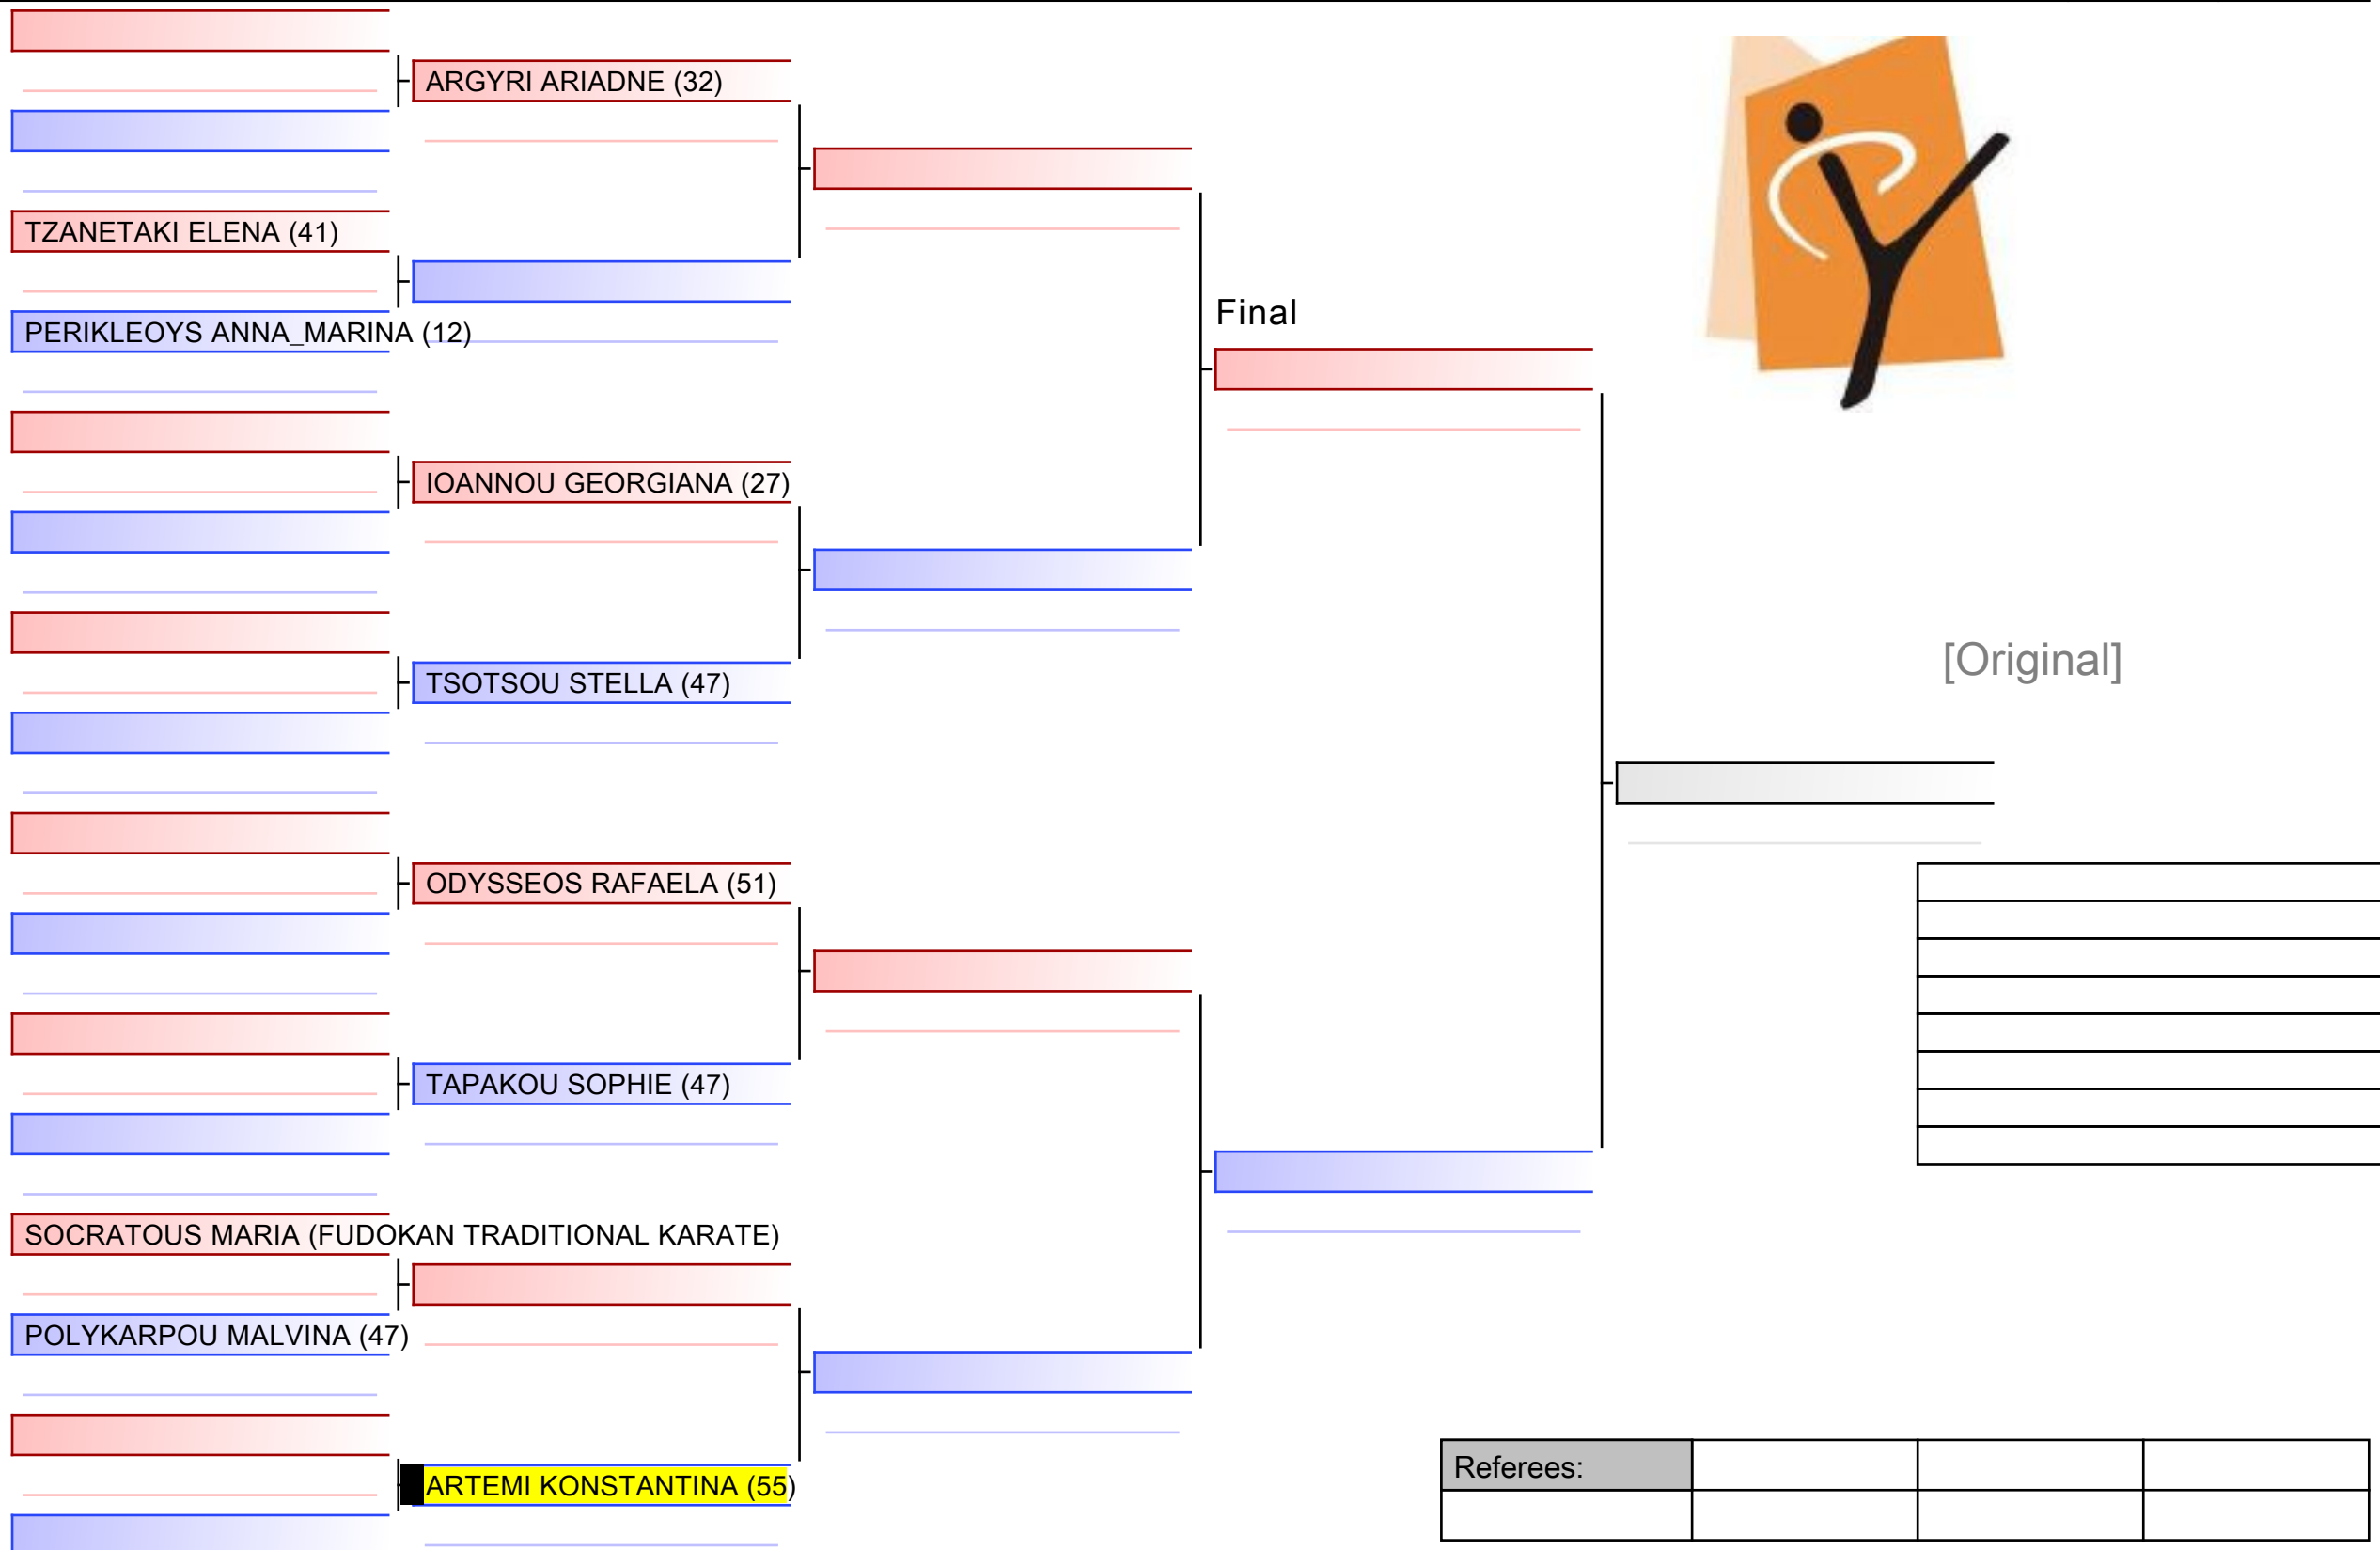 ARGYRI ARIADNE (32)
TZANETAKI ELENA (41)
Final
PERIKLEOYS ANNA_MARINA (12)
IOANNOU GEORGIANA (27)
[Original]
TSOTSOU STELLA (47)
ODYSSEOS RAFAELA (51)
TAPAKOU SOPHIE (47)
SOCRATOUS MARIA (FUDOKAN TRADITIONAL KARATE)
POLYKARPOU MALVINA (47)
Referees:
ARTEMI KONSTANTINA (55)